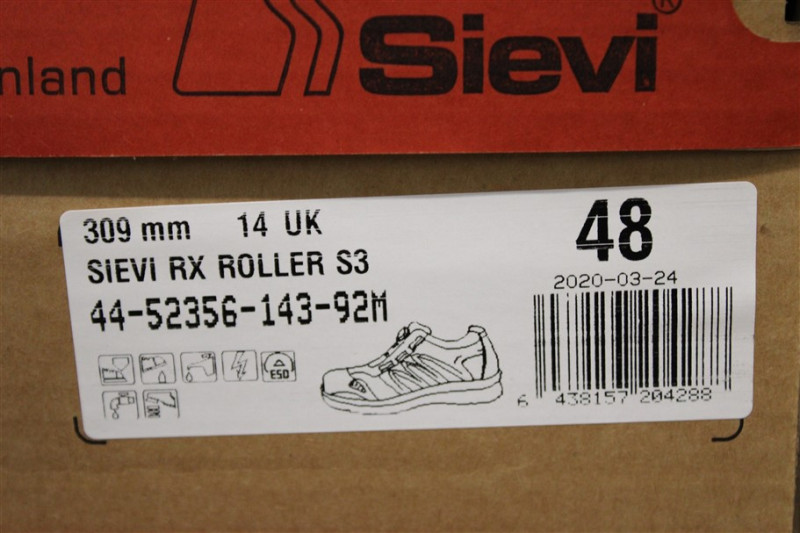 nland
Sievi®
309 mm 14 UK
48
SIEVI RX ROLLER S3
2020-03-24
44-52356-143-92M
ESD
6 438157 204288